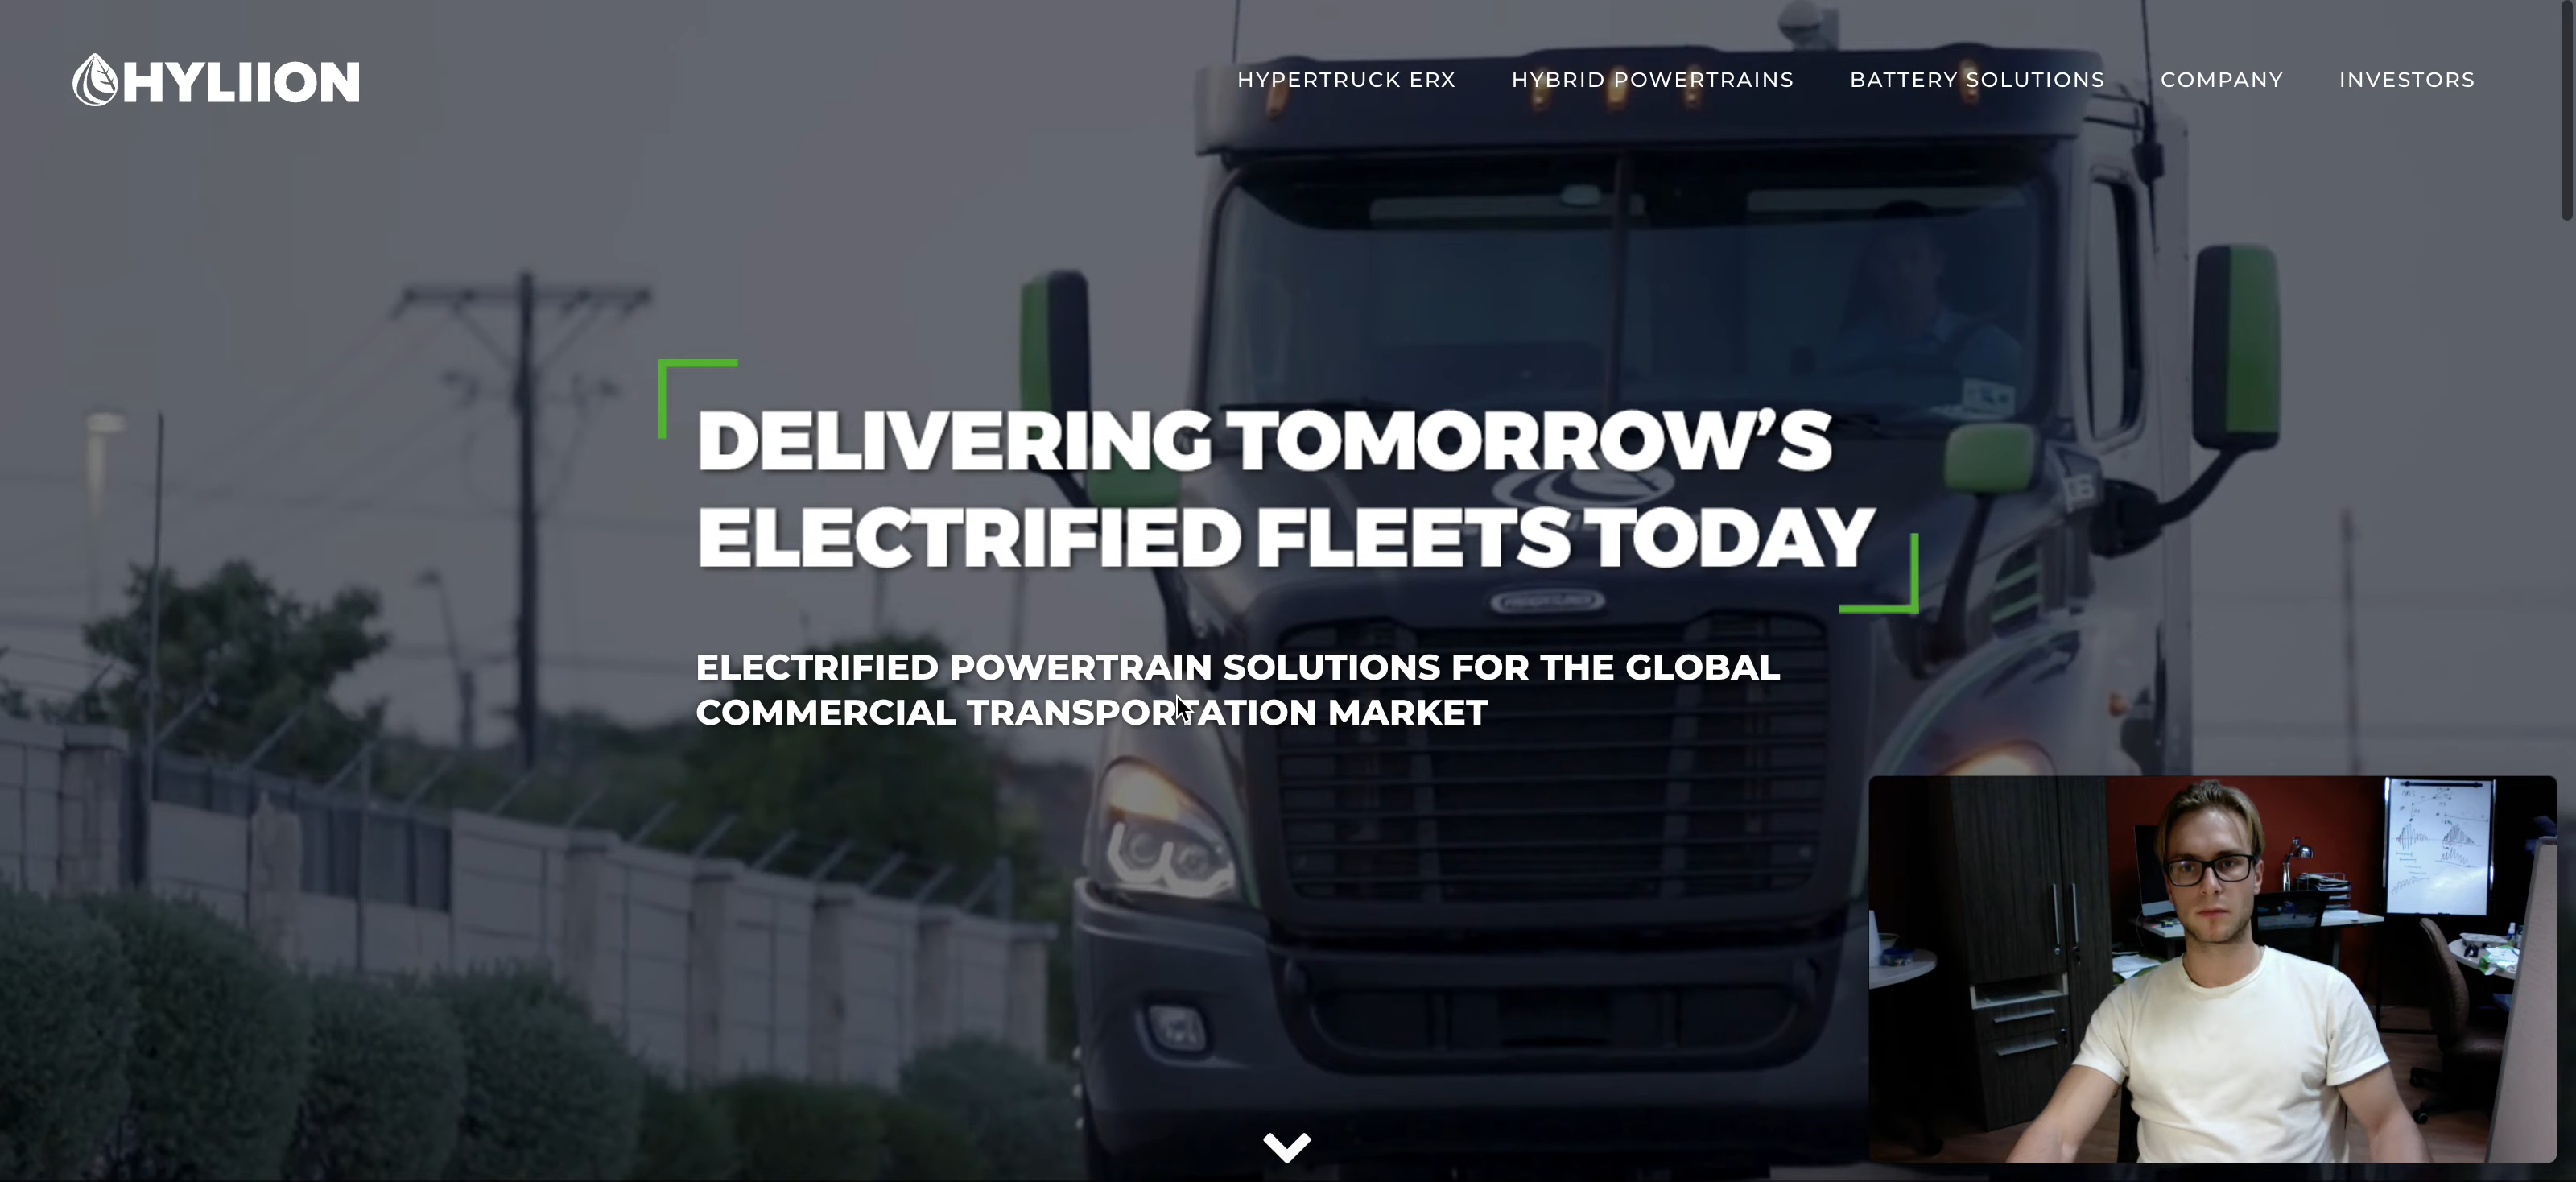 HYLIION
HYPERTRUCK ERX
HYBRID POWERTRAINS
BATTERY SOLUTIONS
COMPANY
INVESTORS
DELIVERING TOMORROW’S
ELECTRIFIED FLEETS TODAY
FREIGHTLINER
ELECTRIFIED POWERTRAIN SOLUTIONS FOR THE GLOBAL
COMMERCIAL TRANSPORTATION MARKET